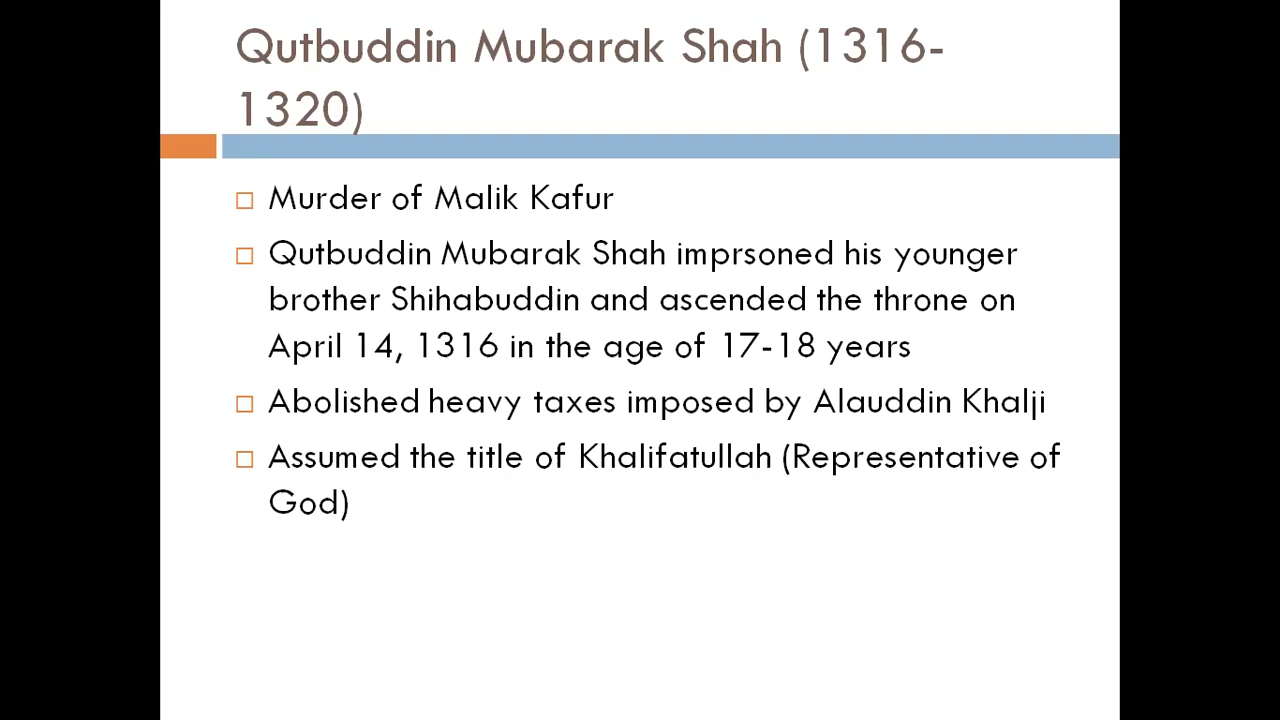 Qutbuddin Mubarak Shah (1316-
1320)
Murder of Malik Kafur
Qutbuddin Mubarak Shah imprsoned his younger
brother Shihabuddin and ascended the throne on
April 14, 1316 in the age of 17-18 years
Abolished heavy taxes imposed by Alauddin Khalji
Assumed the title of Khalifatullah (Representative of
God)